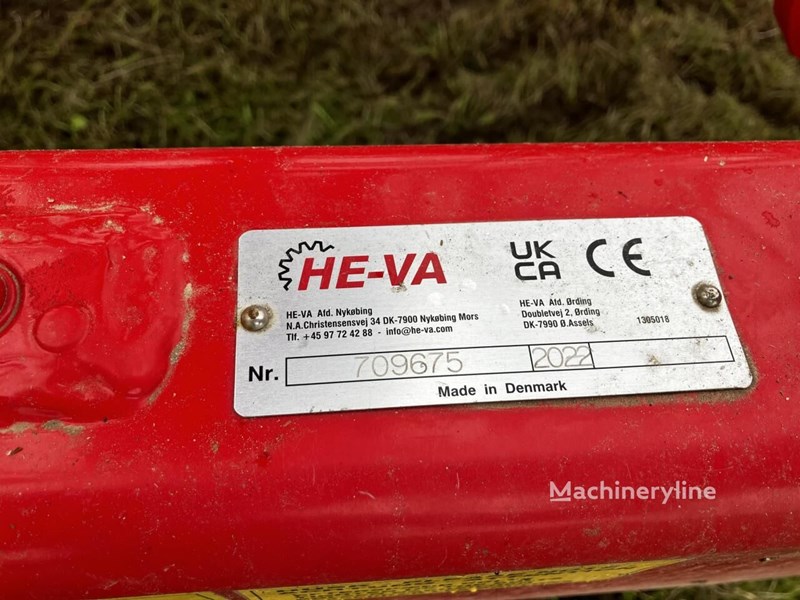 HE-VA
UK
CA
CE
HE-VA Afd. Nykøbing
N.A.Christensensvej 34 DK-7900 Nykøbing Mors
Tlf. +45 97 72 42 88 - info@he-va.com
HE-VA Afd. Ørding
Doubletvej 2, Ørding
DK-7990 Ø.Assels
1305018
Nr. 709675 2022
Made in Denmark
Machineryline